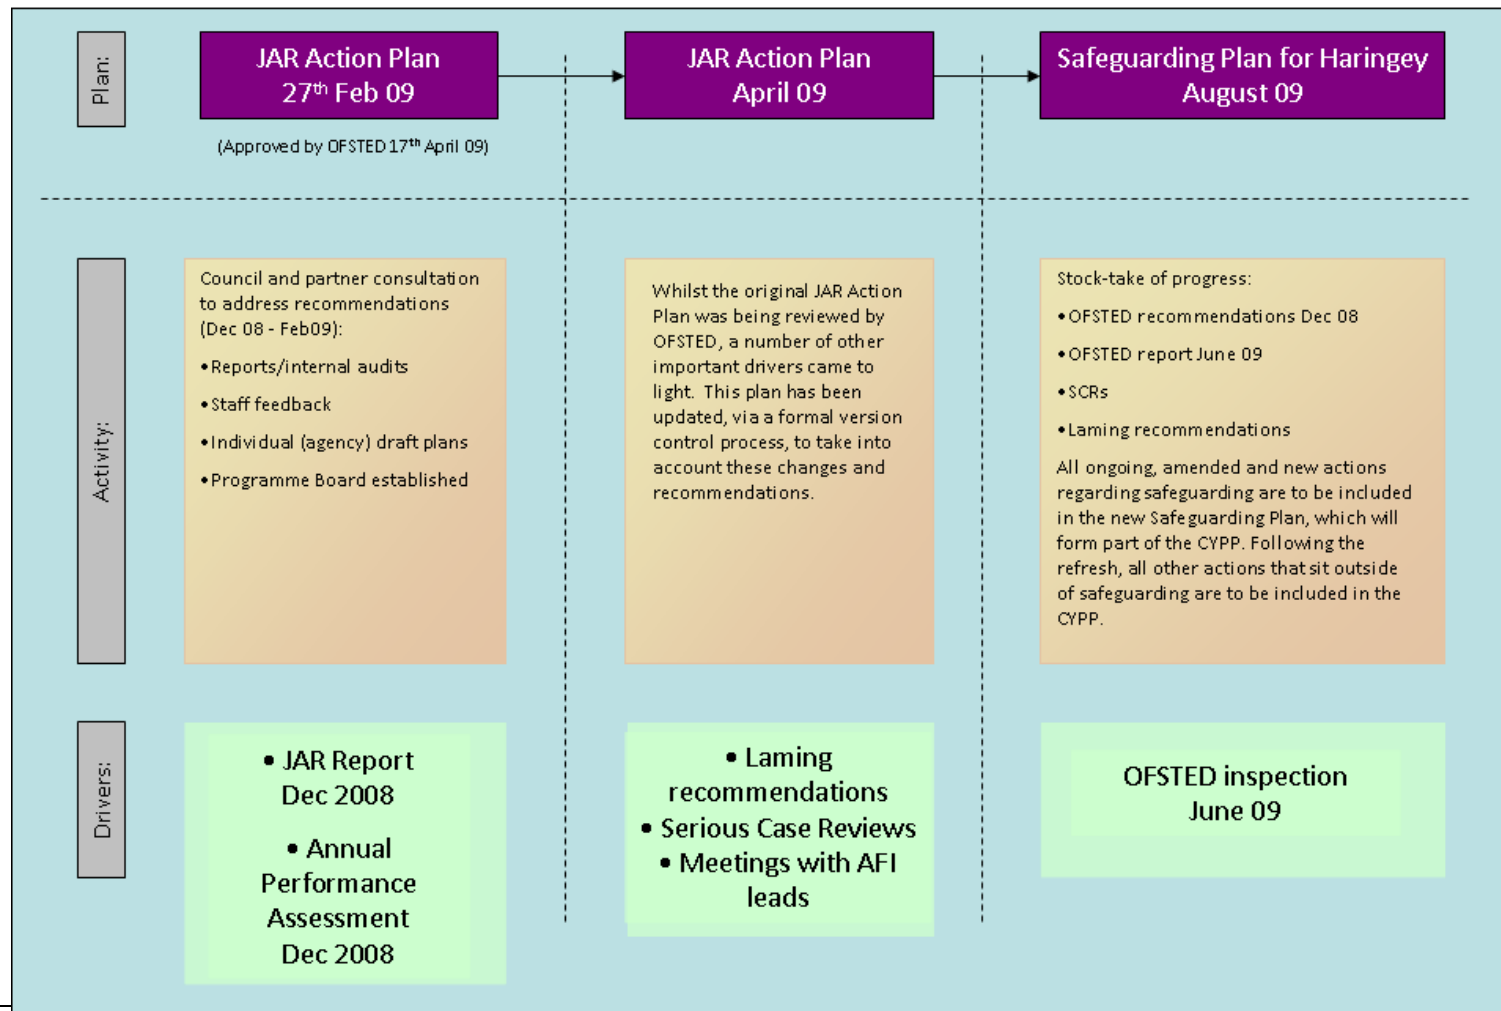 Plan:
JAR Action Plan
27th Feb 09
(Approved by OFSTED 17th April 09)
JAR Action Plan
April 09
Safeguarding Plan for Haringey
August 09
Activity:
Council and partner consultation
to address recommendations
(Dec 08 - Feb09):
•Reports/internal audits
•Staff feedback
•Individual (agency) draft plans
•Programme Board established
Whilst the original JAR Action
Plan was being reviewed by
OFSTED, a number of other
important drivers came to
light.  This plan has been
updated, via a formal version
control process, to take into
account these changes and
recommendations.
Stock-take of progress:
•OFSTED recommendations Dec 08
•OFSTED report June 09
•SCRs
•Laming recommendations
All ongoing, amended and new actions
regarding safeguarding are to be included
in the new Safeguarding Plan, which will
form part of the CYPP. Following the
refresh, all other actions that sit outside
of safeguarding are to be included in the
CYPP.
Drivers:
• JAR Report
Dec 2008
• Annual
Performance
Assessment
Dec 2008
• Laming
recommendations
• Serious Case Reviews
• Meetings with AFI
leads
OFSTED inspection
June 09